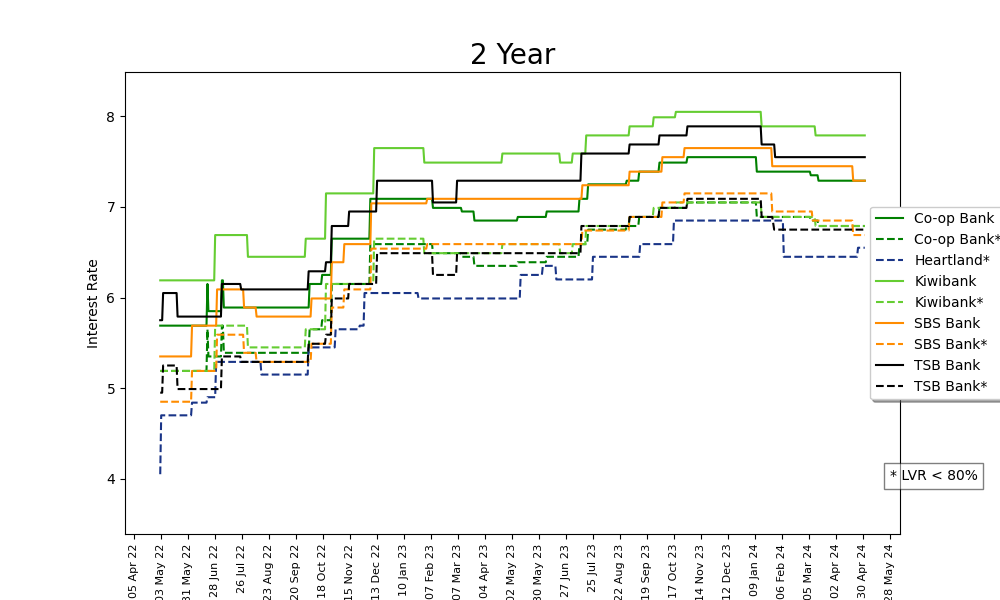 2 Year
Interest Rate
8
7
6
5
4
Co-op Bank
Co-op Bank*
Heartland*
Kiwibank
Kiwibank*
SBS Bank
SBS Bank*
TSB Bank
TSB Bank*
* LVR < 80%
05 Apr 22
03 May 22
31 May 22
28 Jun 22
26 Jul 22
23 Aug 22
20 Sep 22
18 Oct 22
15 Nov 22
13 Dec 22
10 Jan 23
07 Feb 23
07 Mar 23
04 Apr 23
02 May 23
30 May 23
27 Jun 23
25 Jul 23
22 Aug 23
19 Sep 23
17 Oct 23
14 Nov 23
12 Dec 23
09 Jan 24
06 Feb 24
05 Mar 24
02 Apr 24
30 Apr 24
28 May 24